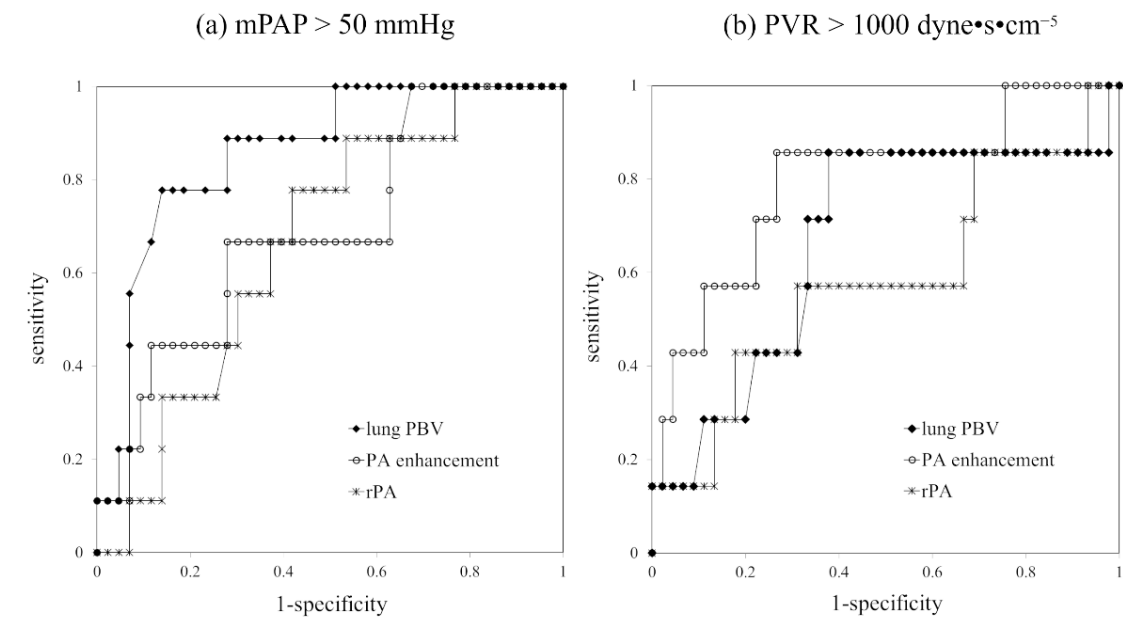 (a) mPAP > 50 mmHg
(b) PVR > 1000 dyne•s•cm⁻⁵
1
0.8
0.6
0.4
0.2
0
sensitivity
lung PBV
PA enhancement
rPA
0 0.2 0.4 0.6 0.8 1
1-specificity
1
0.8
0.6
0.4
0.2
0
sensitivity
lung PBV
PA enhancement
rPA
0 0.2 0.4 0.6 0.8 1
1-specificity